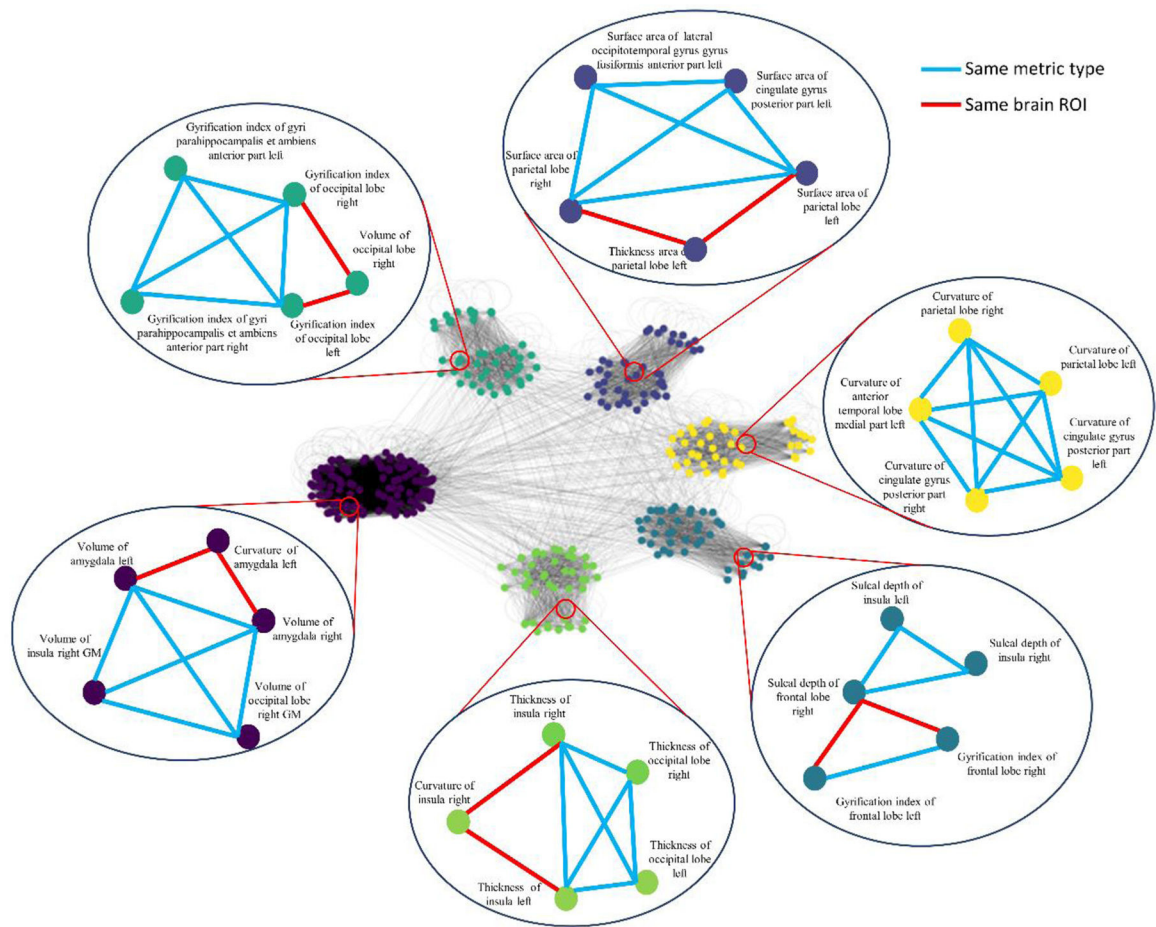 Same metric type
Same brain ROI
Surface area of lateral
occipitotemporal gyrus gyrus
fusiformis anterior part left
Surface area of
cingulate gyrus
posterior part left
Surface area of
parietal lobe
right
Surface area of
parietal lobe
left
Thickness area o
parietal lobe left
Gyrification index of gyri
parahippocampalis et ambiens
anterior part left
Gyrification index
of occipital lobe
right
Volume of
occipital lobe
right
Gyrification index of gyri
parahippocampalis et ambiens
anterior part right
Gyrification index
of occipital lobe
left
Curvature of
parietal lobe right
Curvature of
parietal lobe left
Curvature of
anterior
temporal lobe
medial part left
Curvature of
cingulate gyrus
posterior part left
Curvature of
cingulate gyrus
posterior part right
Volume of
amygdala left
Curvature of
amygdala left
Volume of
amygdala right
Volume of
insula right GM
Volume of
occipital lobe
right GM
Sulcal depth of
insula left
Sulcal depth of
insula right
Sulcal depth of
frontal lobe
right
Gyrification index
of frontal lobe right
Gyrification index of
frontal lobe left
Thickness of
insula right
Thickness of
occipital lobe
right
Curvature of
insula right
Thickness of
occipital lobe
left
Thickness of
insula left